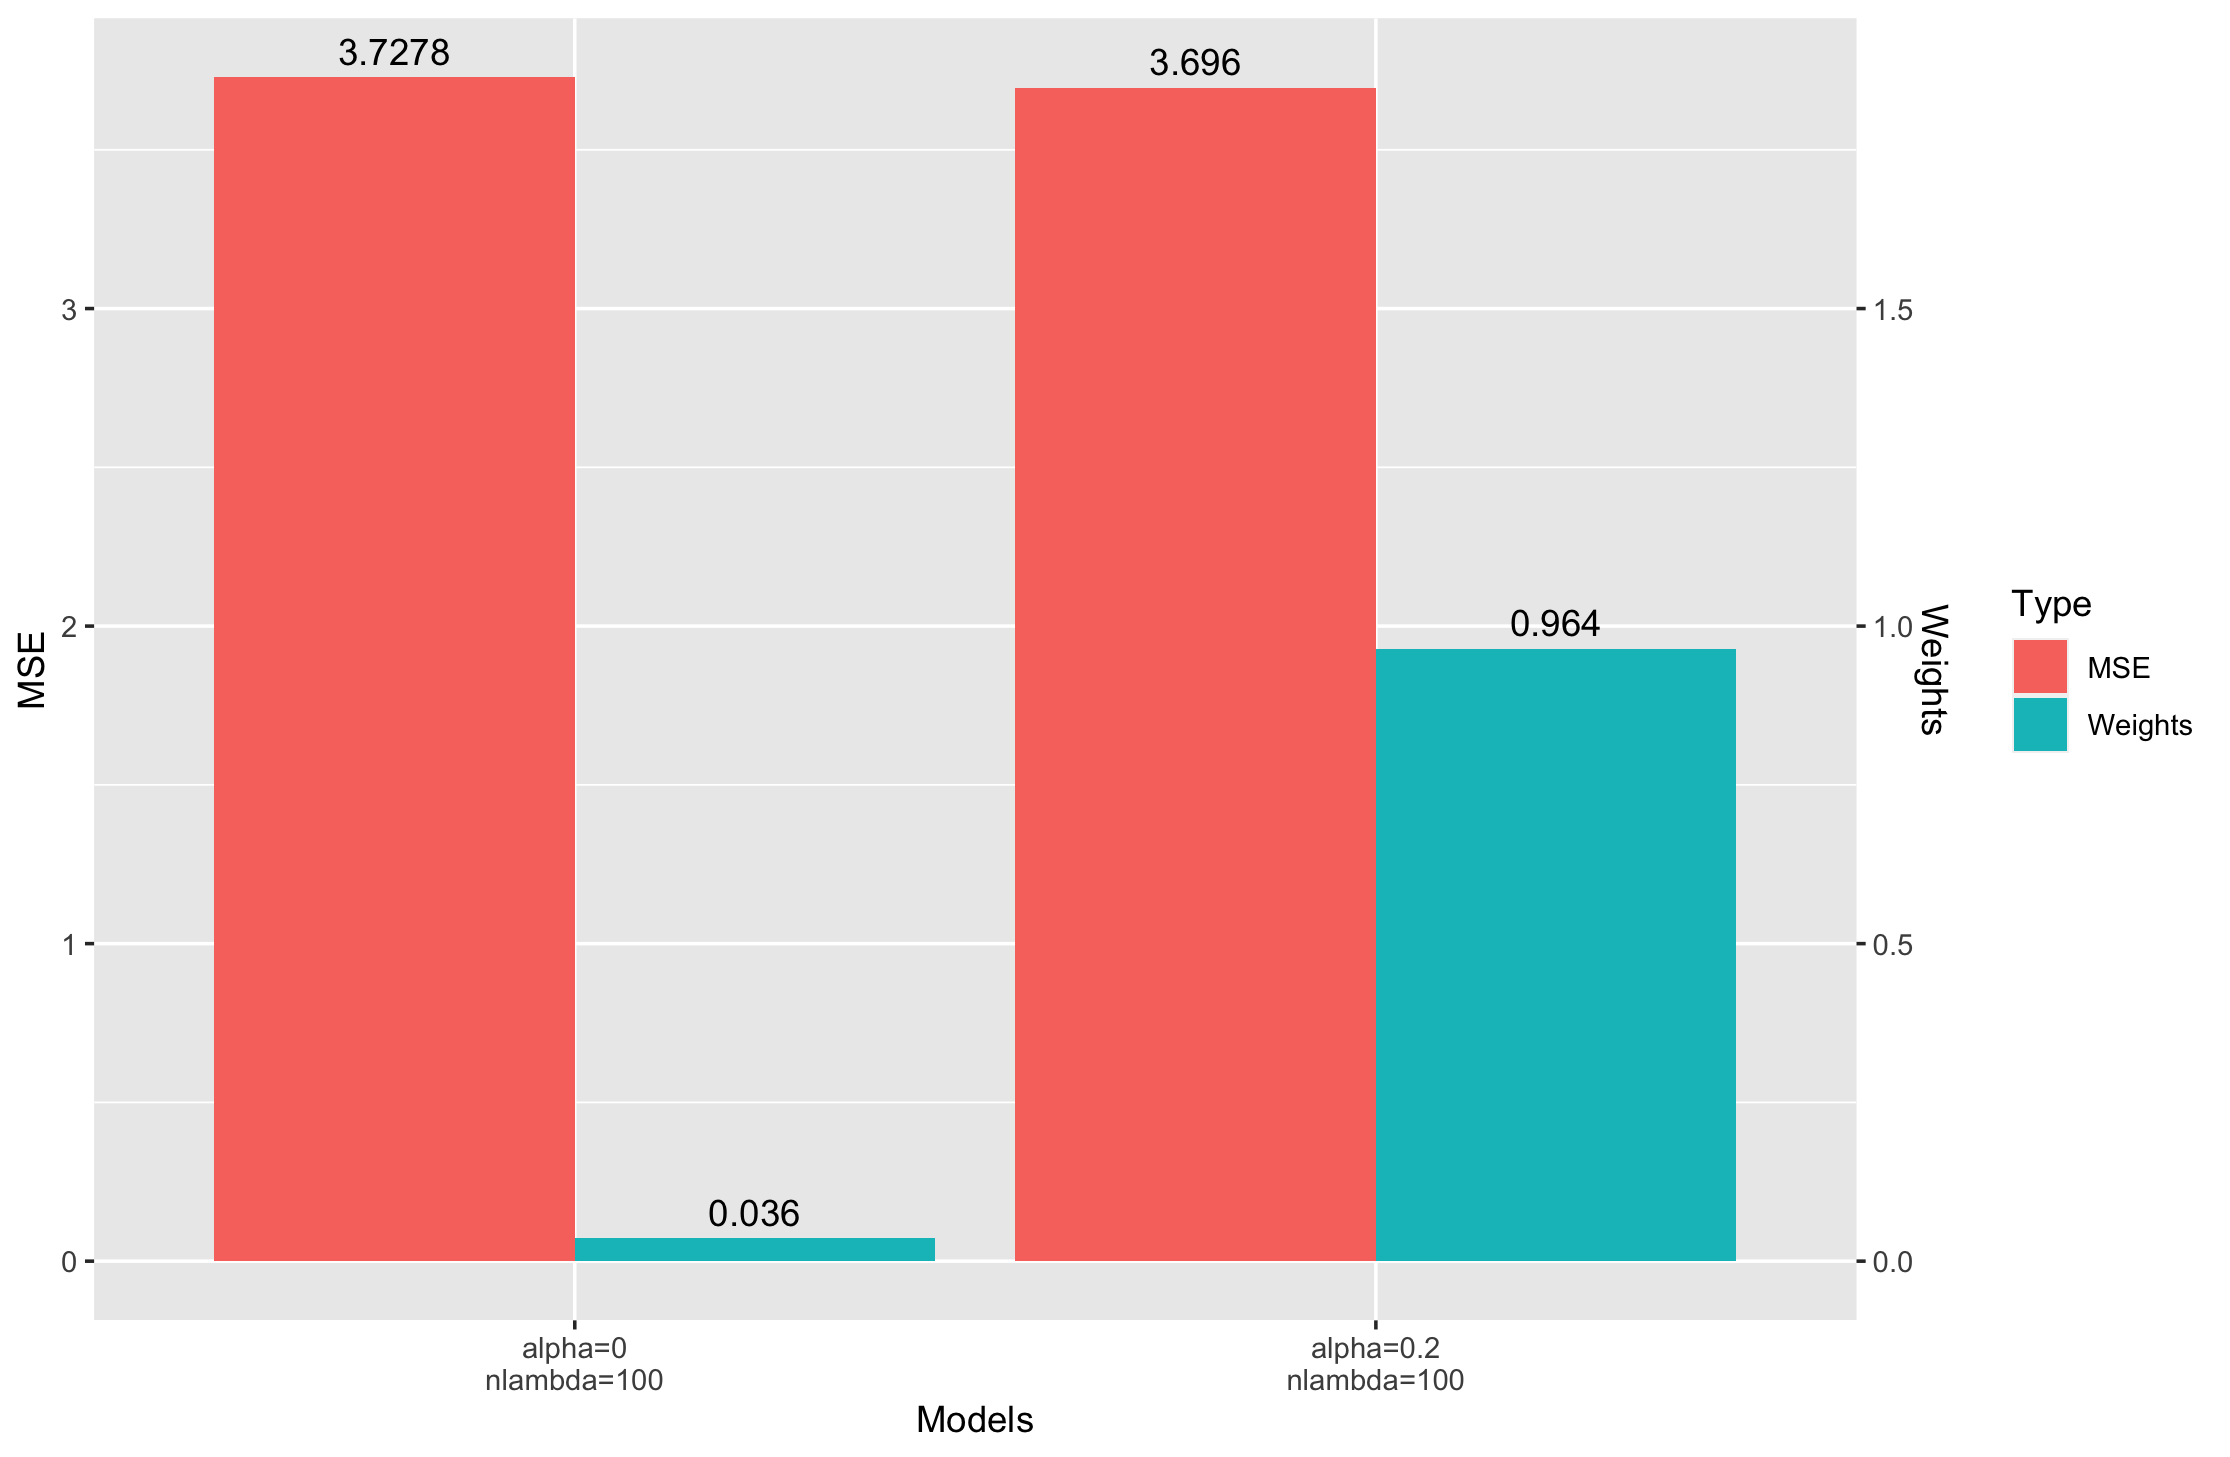 3.7278
3.696
0.964
0.036
MSE
3
2
1
0
1.5
1.0
0.5
0.0
Weights
alpha=0
nlambda=100
alpha=0.2
nlambda=100
Models
Type
MSE
Weights